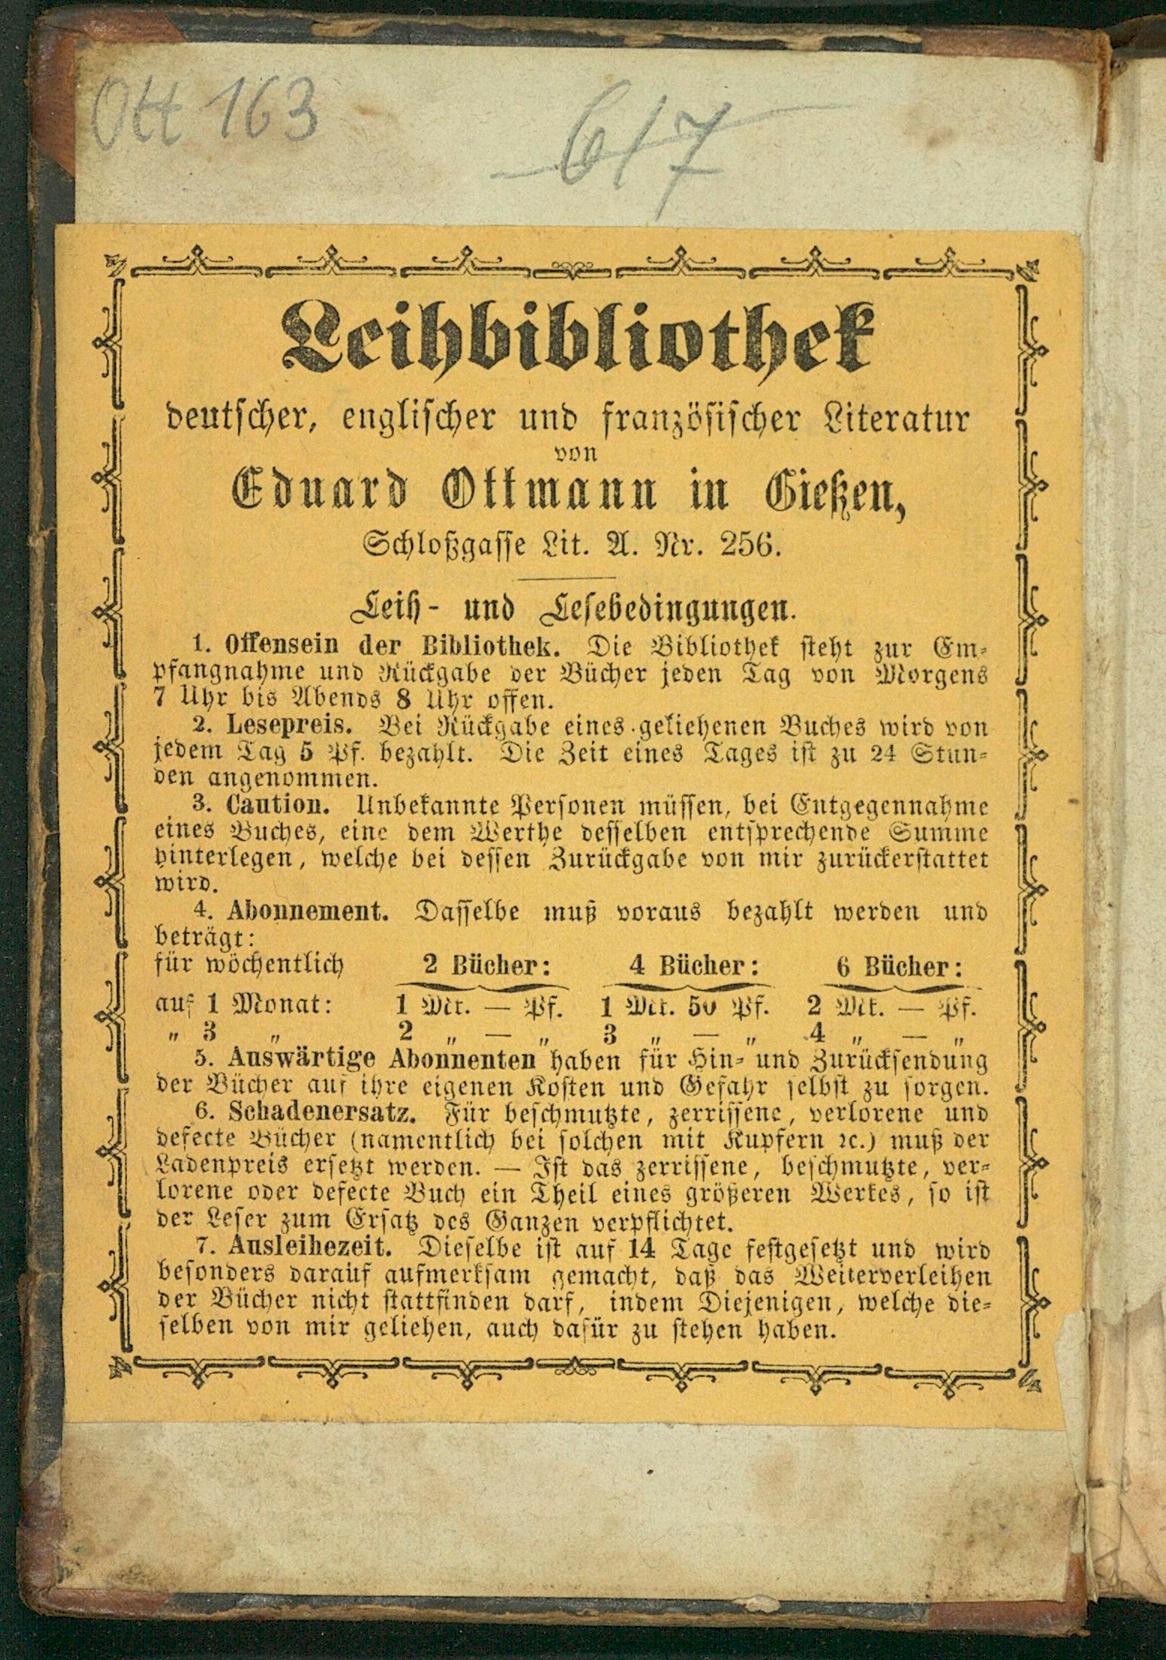 Ott 163
617
Leihbibliothek
deutscher, englischer und französischer Literatur
von
Eduard Ottmann in Gießen,
Schloßgasse Lit. A. Nr. 256.
Leih- und Lesebedingungen.
1. Offensein der Bibliothek. Die Bibliothek steht zur Em-
pfangnahme und Rückgabe der Bücher jeden Tag von Morgens
7 Uhr bis Abends 8 Uhr offen.
2. Lesepreis. Bei Rückgabe eines geliehenen Buches wird von
jedem Tag 5 Pf. bezahlt. Die Zeit eines Tages ist zu 24 Stun-
den angenommen.
3. Caution. Unbekannte Personen müssen, bei Entgegennahme
eines Buches, eine dem Werthe desselben entsprechende Summe
hinterlegen, welche bei dessen Zurückgabe von mir zurückerstattet
wird.
4. Abonnement. Dasselbe muß voraus bezahlt werden und
beträgt:
für wöchentlich 2 Bücher: 4 Bücher: 6 Bücher:
auf 1 Monat: 1 Mk. — Pf. 1 Mk. 50 Pf. 2 Mk. — Pf.
„ 3 „ 2 „ — „ 3 „ — „ 4 „ — „
5. Auswärtige Abonnenten haben für Hin- und Zurücksendung
der Bücher auf ihre eigenen Kosten und Gefahr selbst zu sorgen.
6. Schadenersatz. Für beschmutzte, zerrissene, verlorene und
defecte Bücher (namentlich bei solchen mit Kupfern ꝛc.) muß der
Ladenpreis ersetzt werden. — Ist das zerrissene, beschmutzte, ver-
lorene oder defecte Buch ein Theil eines größeren Werkes, so ist
der Leser zum Ersatz des Ganzen verpflichtet.
7. Ausleihezeit. Dieselbe ist auf 14 Tage festgesetzt und wird
besonders darauf aufmerksam gemacht, daß das Weiterverleihen
der Bücher nicht stattfinden darf, indem Diejenigen, welche die-
selben von mir geliehen, auch dafür zu stehen haben.